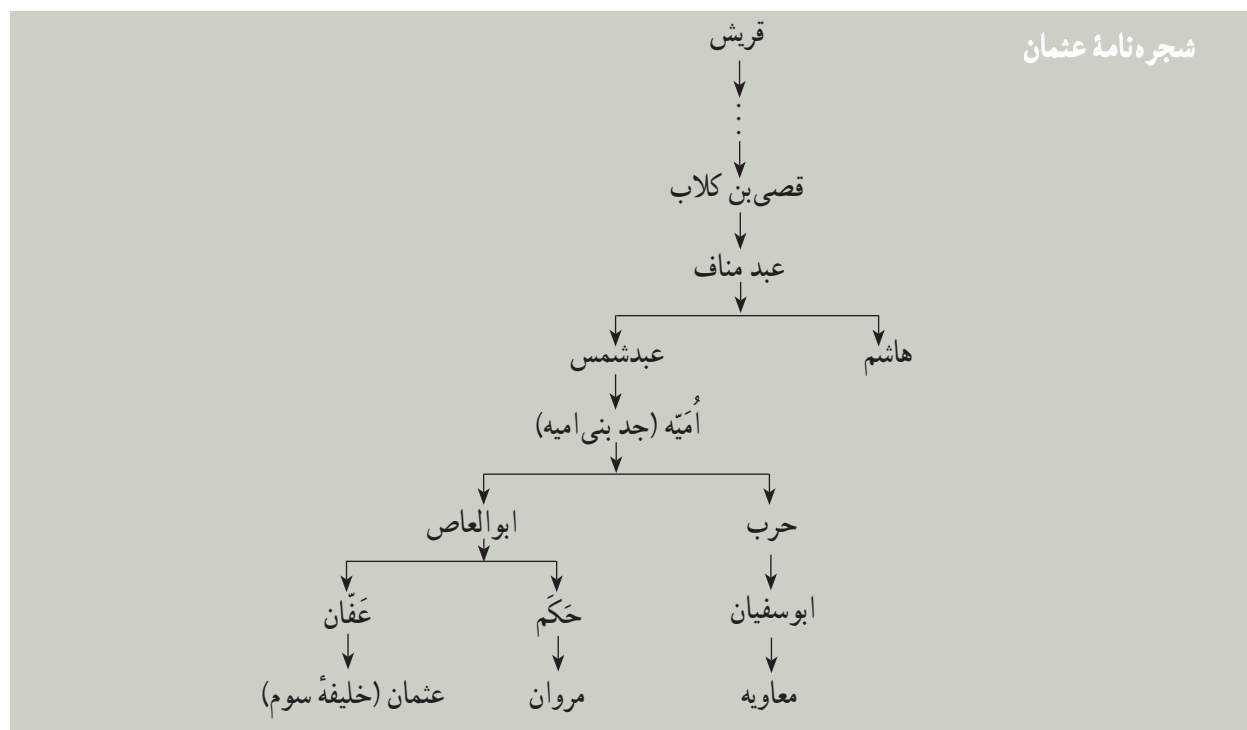 شجره‌نامهٔ عثمان
قریش
قصی‌بن کلاب
عبد مناف
هاشم
عبدشمس
اُمَیّه (جد بنی‌امیه)
حرب
ابوالعاص
ابوسفیان
حَکَم
عَفّان
معاویه
مروان
عثمان (خلیفهٔ سوم)